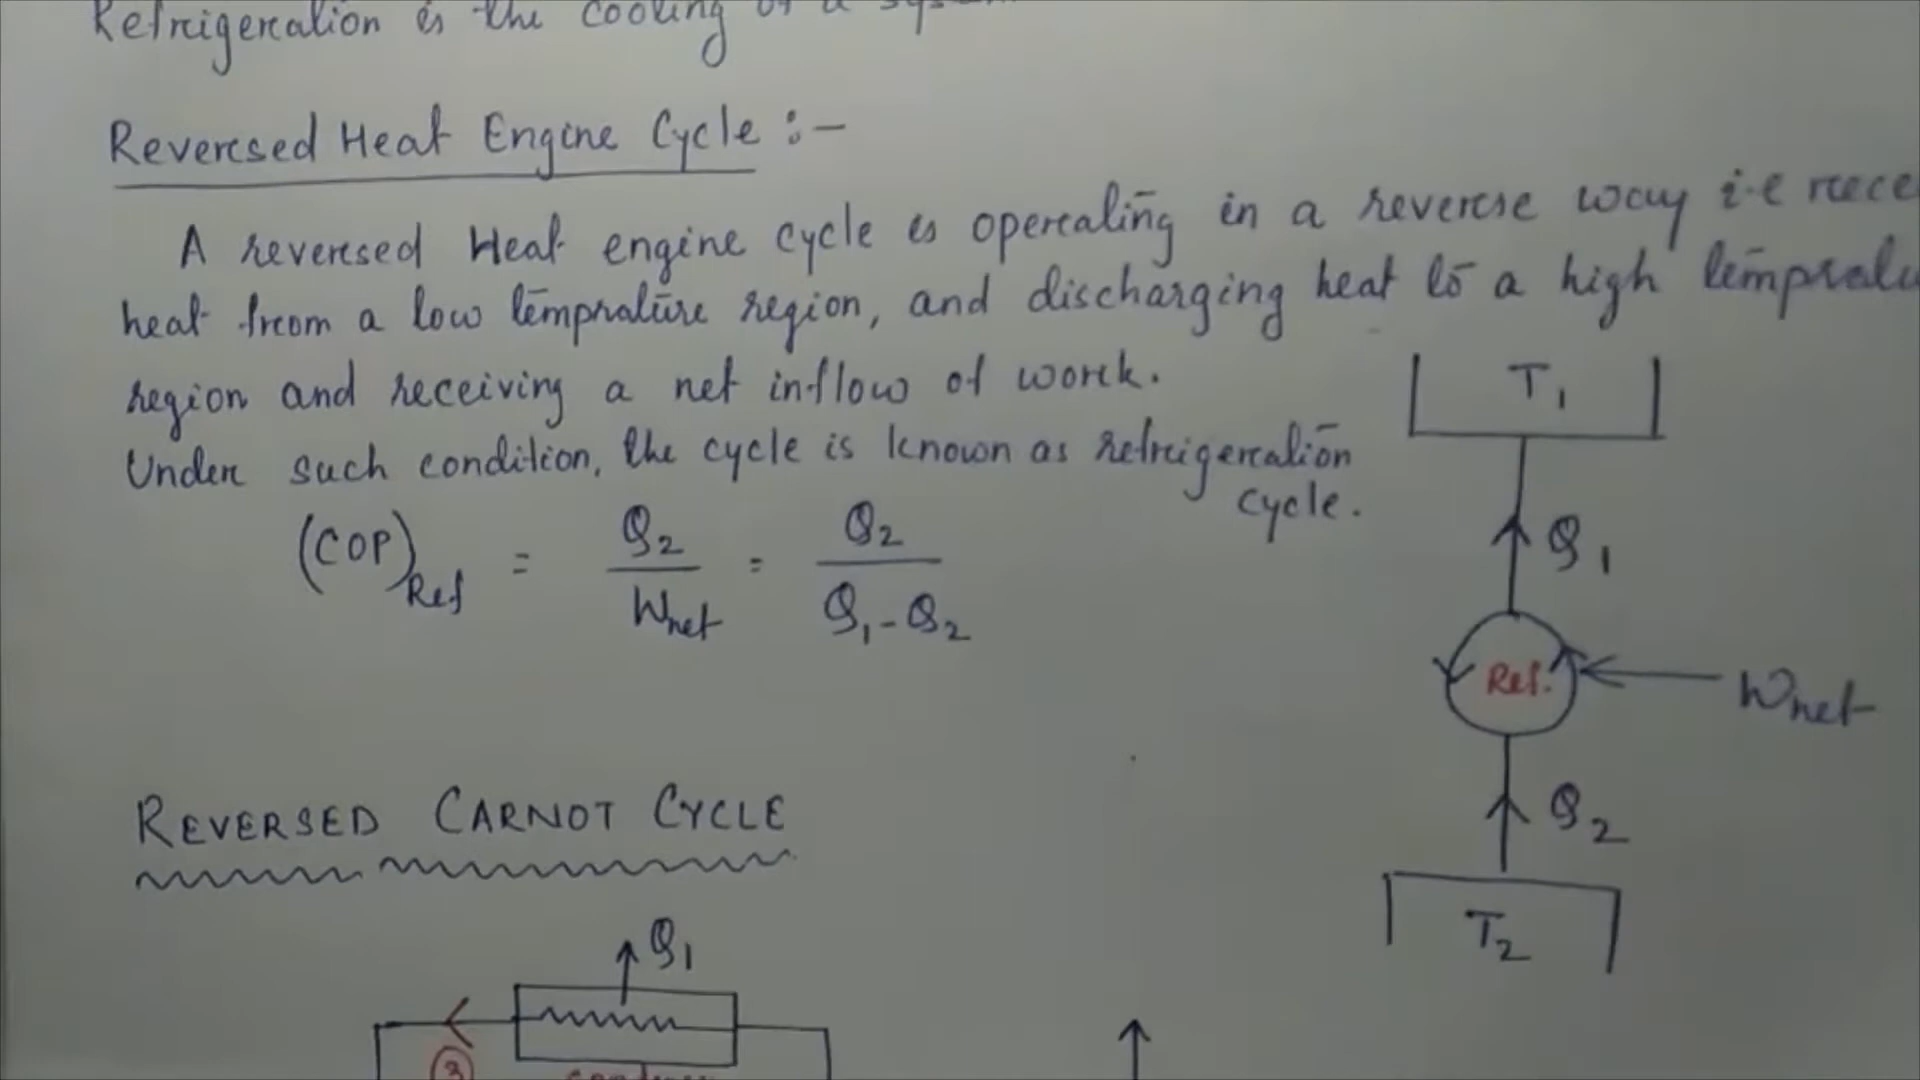 Refrigeration is the cooling of a system
Reversed Heat Engine Cycle :-
A reversed Heat engine cycle is operating in a reverse way i.e
heat from a low temprature region, and discharging heat to a high
region and receiving a net inflow of work.
Under such condition, the cycle is known as refrigeration
cycle.
(COP)Ref = Q2/Wnet = Q2/(Q1-Q2)
T1
Q1
Ref.
Wnet
Q2
T2
REVERSED CARNOT CYCLE
Q1
3